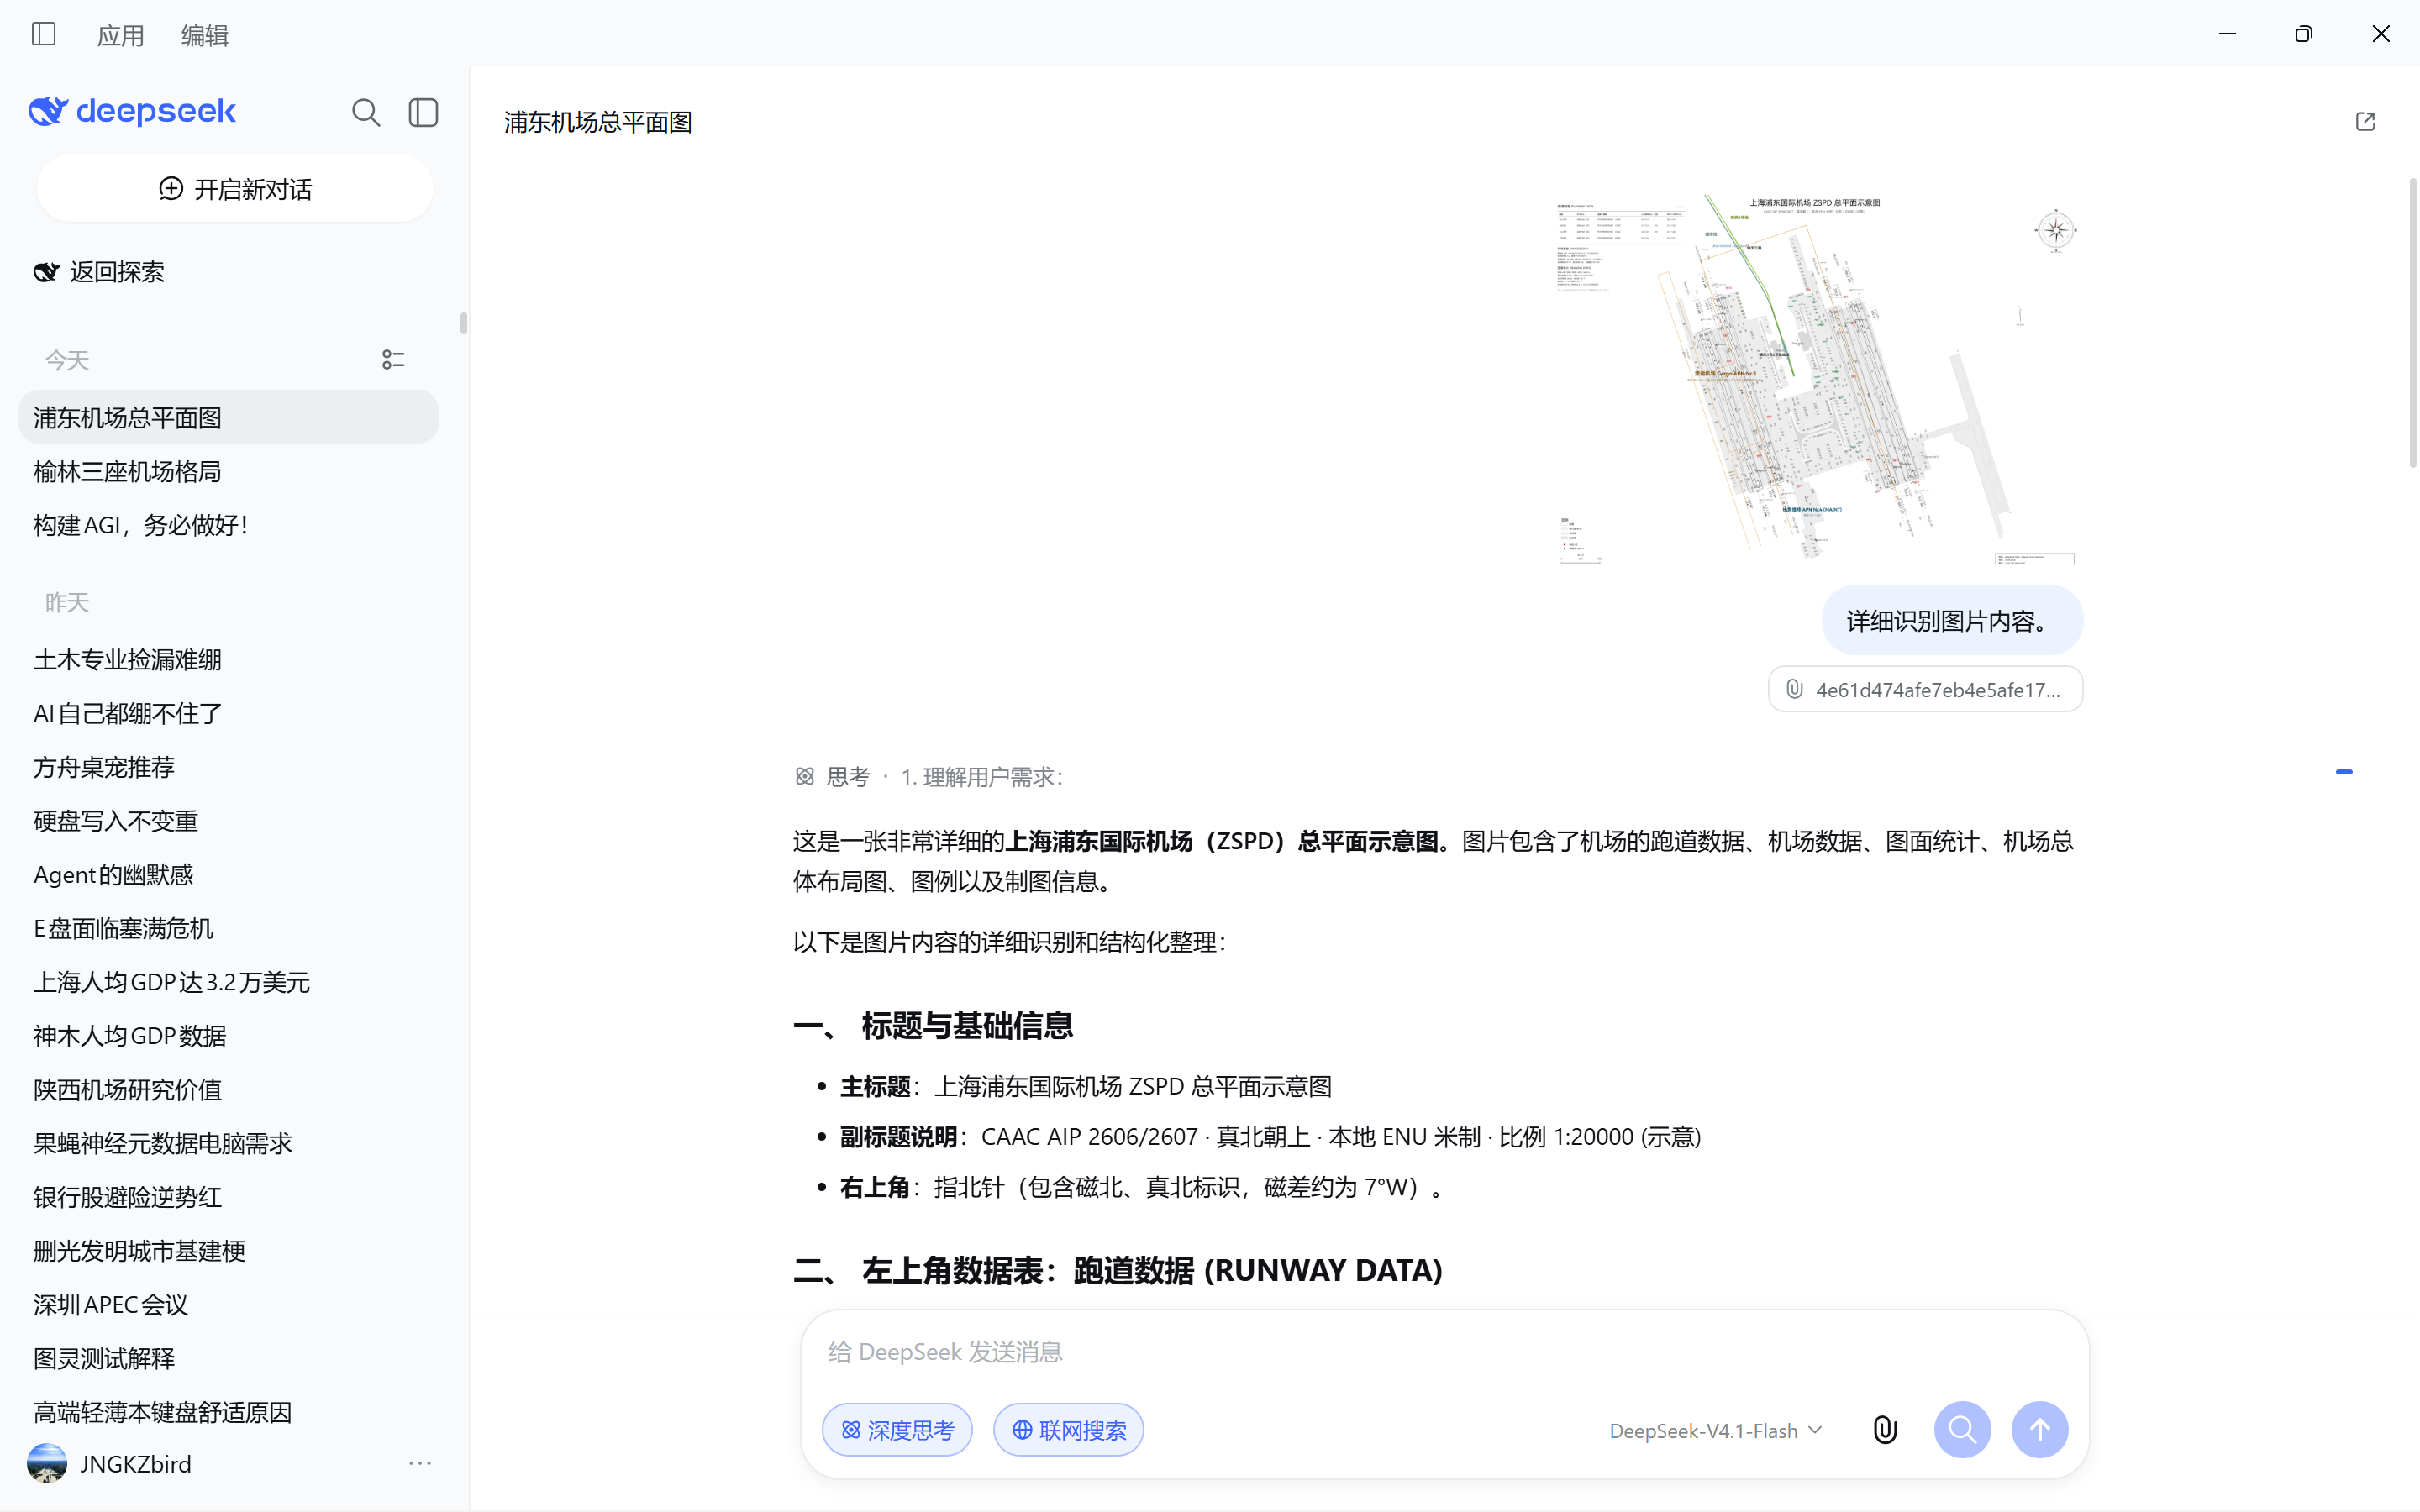 应用 编辑
deepseek
开启新对话
返回探索
今天
浦东机场总平面图
榆林三座机场格局
构建AGI，务必做好！
昨天
土木专业捡漏难绷
AI自己都绷不住了
方舟桌宠推荐
硬盘写入不变重
Agent的幽默感
E盘面临塞满危机
上海人均GDP达3.2万美元
神木人均GDP数据
陕西机场研究价值
果蝇神经元数据电脑需求
银行股避险逆势红
删光发明城市基建梗
深圳APEC会议
图灵测试解释
高端轻薄本键盘舒适原因
JNGKZbird
浦东机场总平面图
上海浦东国际机场 ZSPD 总平面示意图
货运机坪 Cargo APN Nr.3
详细识别图片内容。
4e61d474afe7eb4e5afe17...
思考 · 1. 理解用户需求：
这是一张非常详细的上海浦东国际机场（ZSPD）总平面示意图。图片包含了机场的跑道数据、机场数据、图面统计、机场总
体布局图、图例以及制图信息。
以下是图片内容的详细识别和结构化整理：
一、 标题与基础信息
• 主标题：上海浦东国际机场 ZSPD 总平面示意图
• 副标题说明：CAAC AIP 2606/2607 · 真北朝上 · 本地 ENU 米制 · 比例 1:20000 (示意)
• 右上角：指北针（包含磁北、真北标识，磁差约为 7°W）。
二、 左上角数据表：跑道数据 (RUNWAY DATA)
给 DeepSeek 发送消息
深度思考 联网搜索 DeepSeek-V4.1-Flash